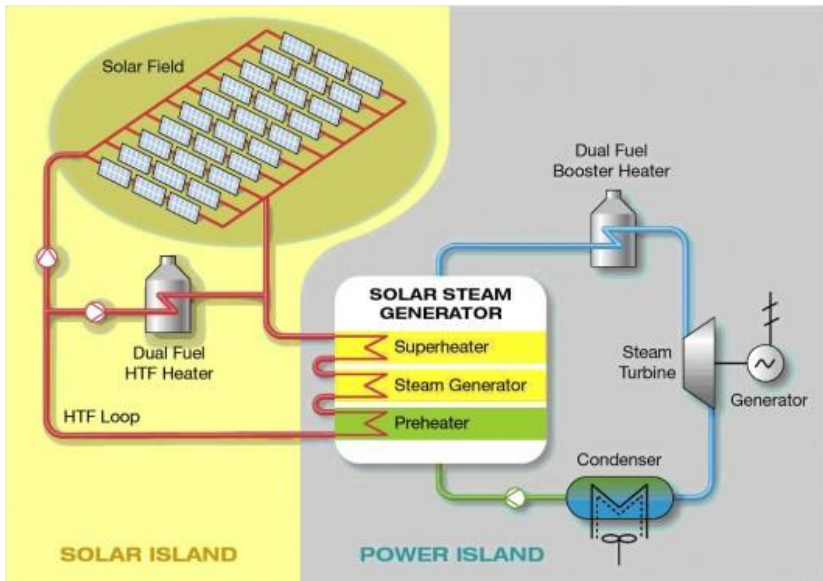 Solar Field
Dual Fuel
Booster Heater
SOLAR STEAM
GENERATOR
Superheater
Steam Generator
Preheater
Dual Fuel
HTF Heater
HTF Loop
Steam
Turbine
Generator
Condenser
SOLAR ISLAND
POWER ISLAND